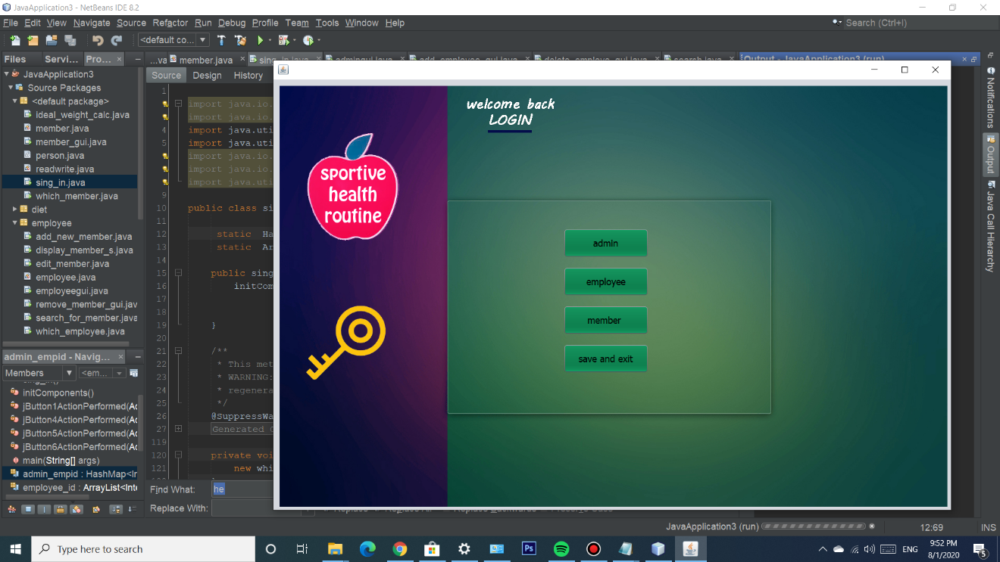 JavaApplication3 - NetBeans IDE 8.2
File Edit View Navigate Source Refactor Run Debug Profile Team Tools Window Help
Search (Ctrl+I)
<default co...
Files Servi... Pro...
...va member.java sing_in.java admingui.java add_employee_gui.java delete_employe_gui.java search.java
Output - JavaApplication3 (run)
Source Design History
JavaApplication3
Source Packages
<default package>
ideal_weight_calc.java
member.java
member_gui.java
person.java
readwrite.java
sing_in.java
which_member.java
diet
employee
add_new_member.java
display_member_s.java
edit_member.java
employee.java
employeegui.java
remove_member_gui.jav
search_for_member.java
which_employee.java
admin_empid - Navig...
Members
<em...
initComponents()
jButton1ActionPerformed(Ac
jButton4ActionPerformed(Ac
jButton5ActionPerformed(Ac
jButton6ActionPerformed(Ac
main(String[] args)
admin_empid : HashMap<In
employee_id : ArrayList<Inte
1
import java.io.
import java.io.
4 import java.uti
5 import java.uti
import java.io.
import java.io.
import java.uti
9
10 public class si
11
12 static Ha
13 static Ar
14
15 public sing
16 initCom
17
18
19 }
20
21 /**
22 * This met
23 * WARNING:
24 * regenera
25 */
26 @SuppressWa
27 Generated C
119
120 private voi
121 new whi
Find What: he
Replace With:
welcome back
LOGIN
sportive
health
routine
admin
employee
member
save and exit
Notifications
Output
Java Call Hierarchy
JavaApplication3 (run)
12:69 INS
Type here to search
Ps
ENG
9:52 PM
8/1/2020
5